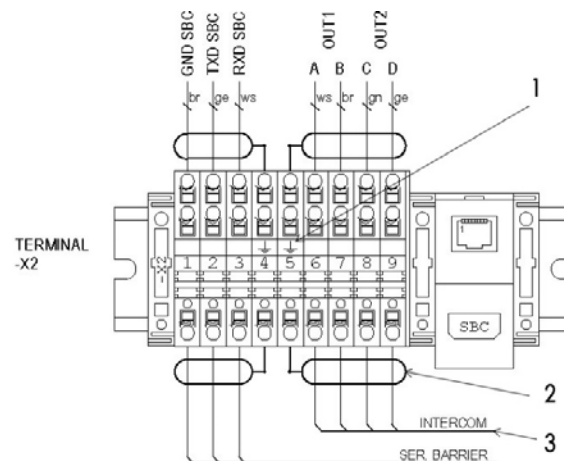 GND SBC
TXD SBC
RXD SBC
OUT1
OUT2
A B C D
br ge ws ws br gn ge
1
TERMINAL
-X2
-X2
1 2 3 4 5 6 7 8 9
1
SBC
2
INTERCOM
3
SER. BARRIER